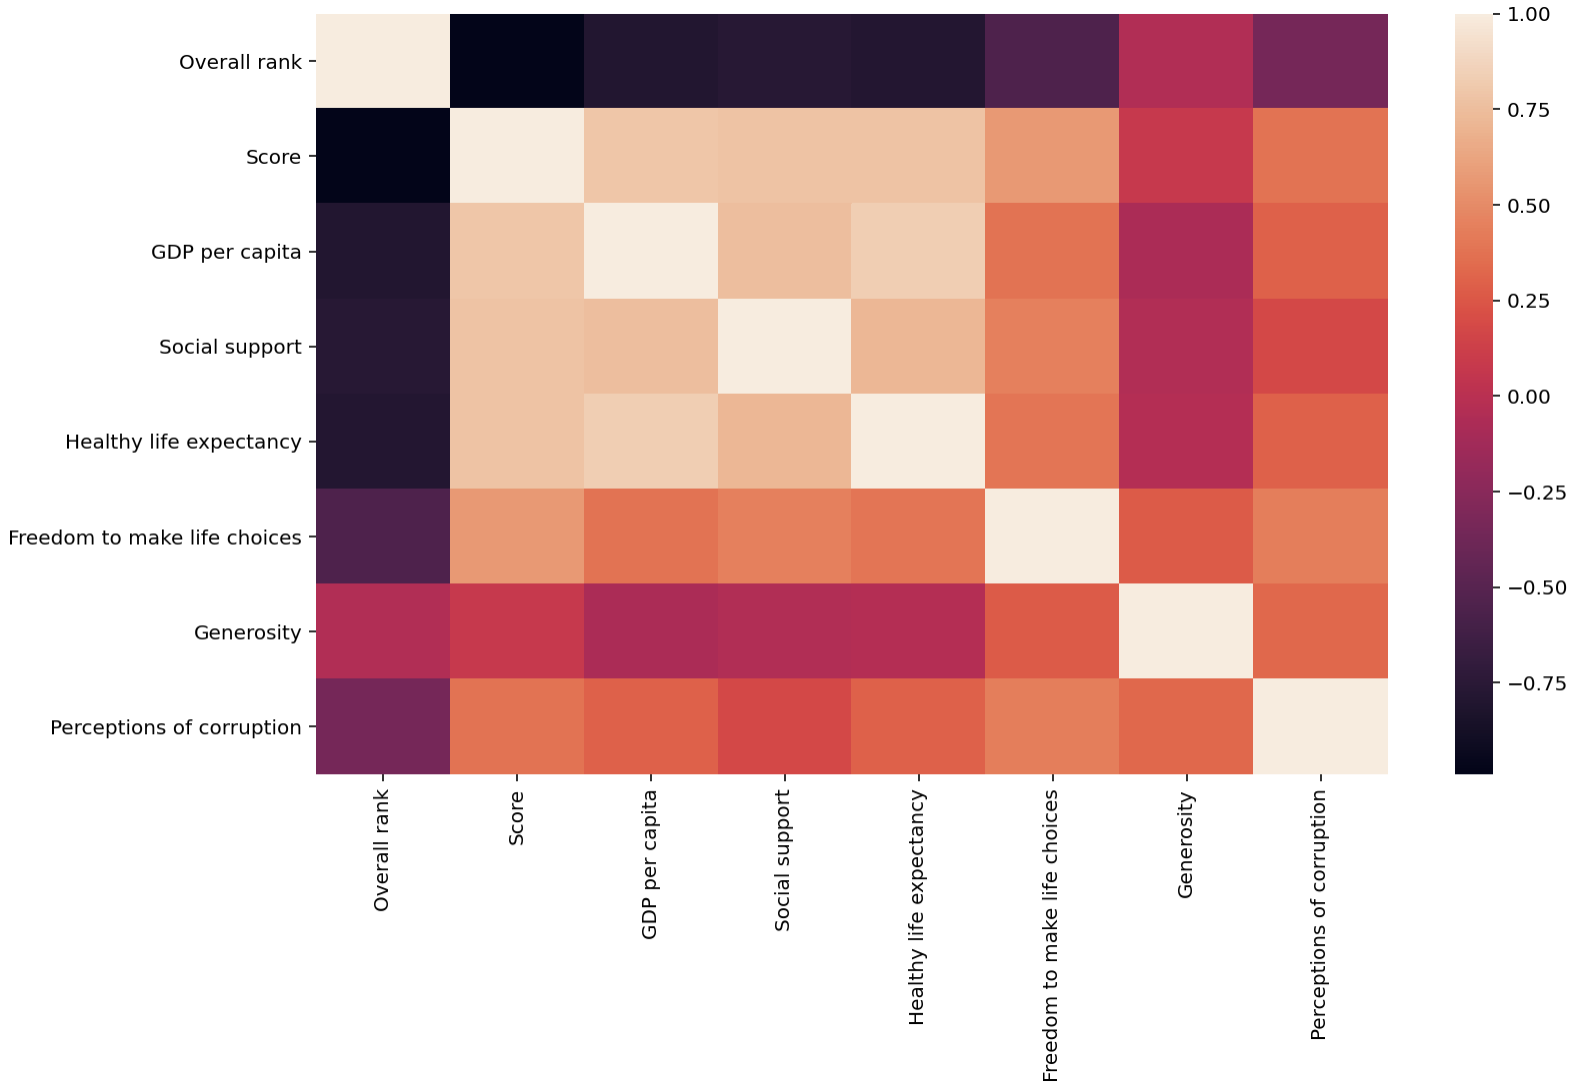 Overall rank
Score
GDP per capita
Social support
Healthy life expectancy
Freedom to make life choices
Generosity
Perceptions of corruption
Overall rank
Score
GDP per capita
Social support
Healthy life expectancy
Freedom to make life choices
Generosity
Perceptions of corruption
1.00
0.75
0.50
0.25
0.00
−0.25
−0.50
−0.75